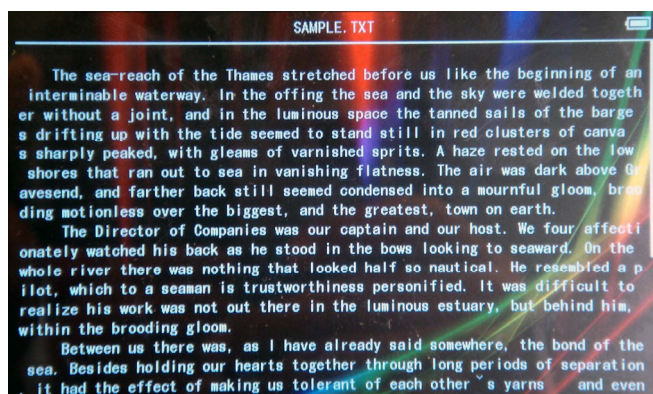 SAMPLE.TXT
The sea-reach of the Thames stretched before us like the beginning of an
interminable waterway. In the offing the sea and the sky were welded togeth
er without a joint, and in the luminous space the tanned sails of the barge
s drifting up with the tide seemed to stand still in red clusters of canva
s sharply peaked, with gleams of varnished sprits. A haze rested on the low
shores that ran out to sea in vanishing flatness. The air was dark above Gr
avesend, and farther back still seemed condensed into a mournful gloom, broo
ding motionless over the biggest, and the greatest, town on earth.
The Director of Companies was our captain and our host. We four affecti
onately watched his back as he stood in the bows looking to seaward. On the
whole river there was nothing that looked half so nautical. He resembled a p
ilot, which to a seaman is trustworthiness personified. It was difficult to
realize his work was not out there in the luminous estuary, but behind him,
within the brooding gloom.
Between us there was, as I have already said somewhere, the bond of the
sea. Besides holding our hearts together through long periods of separation
, it had the effect of making us tolerant of each other ˇs yarns    and even